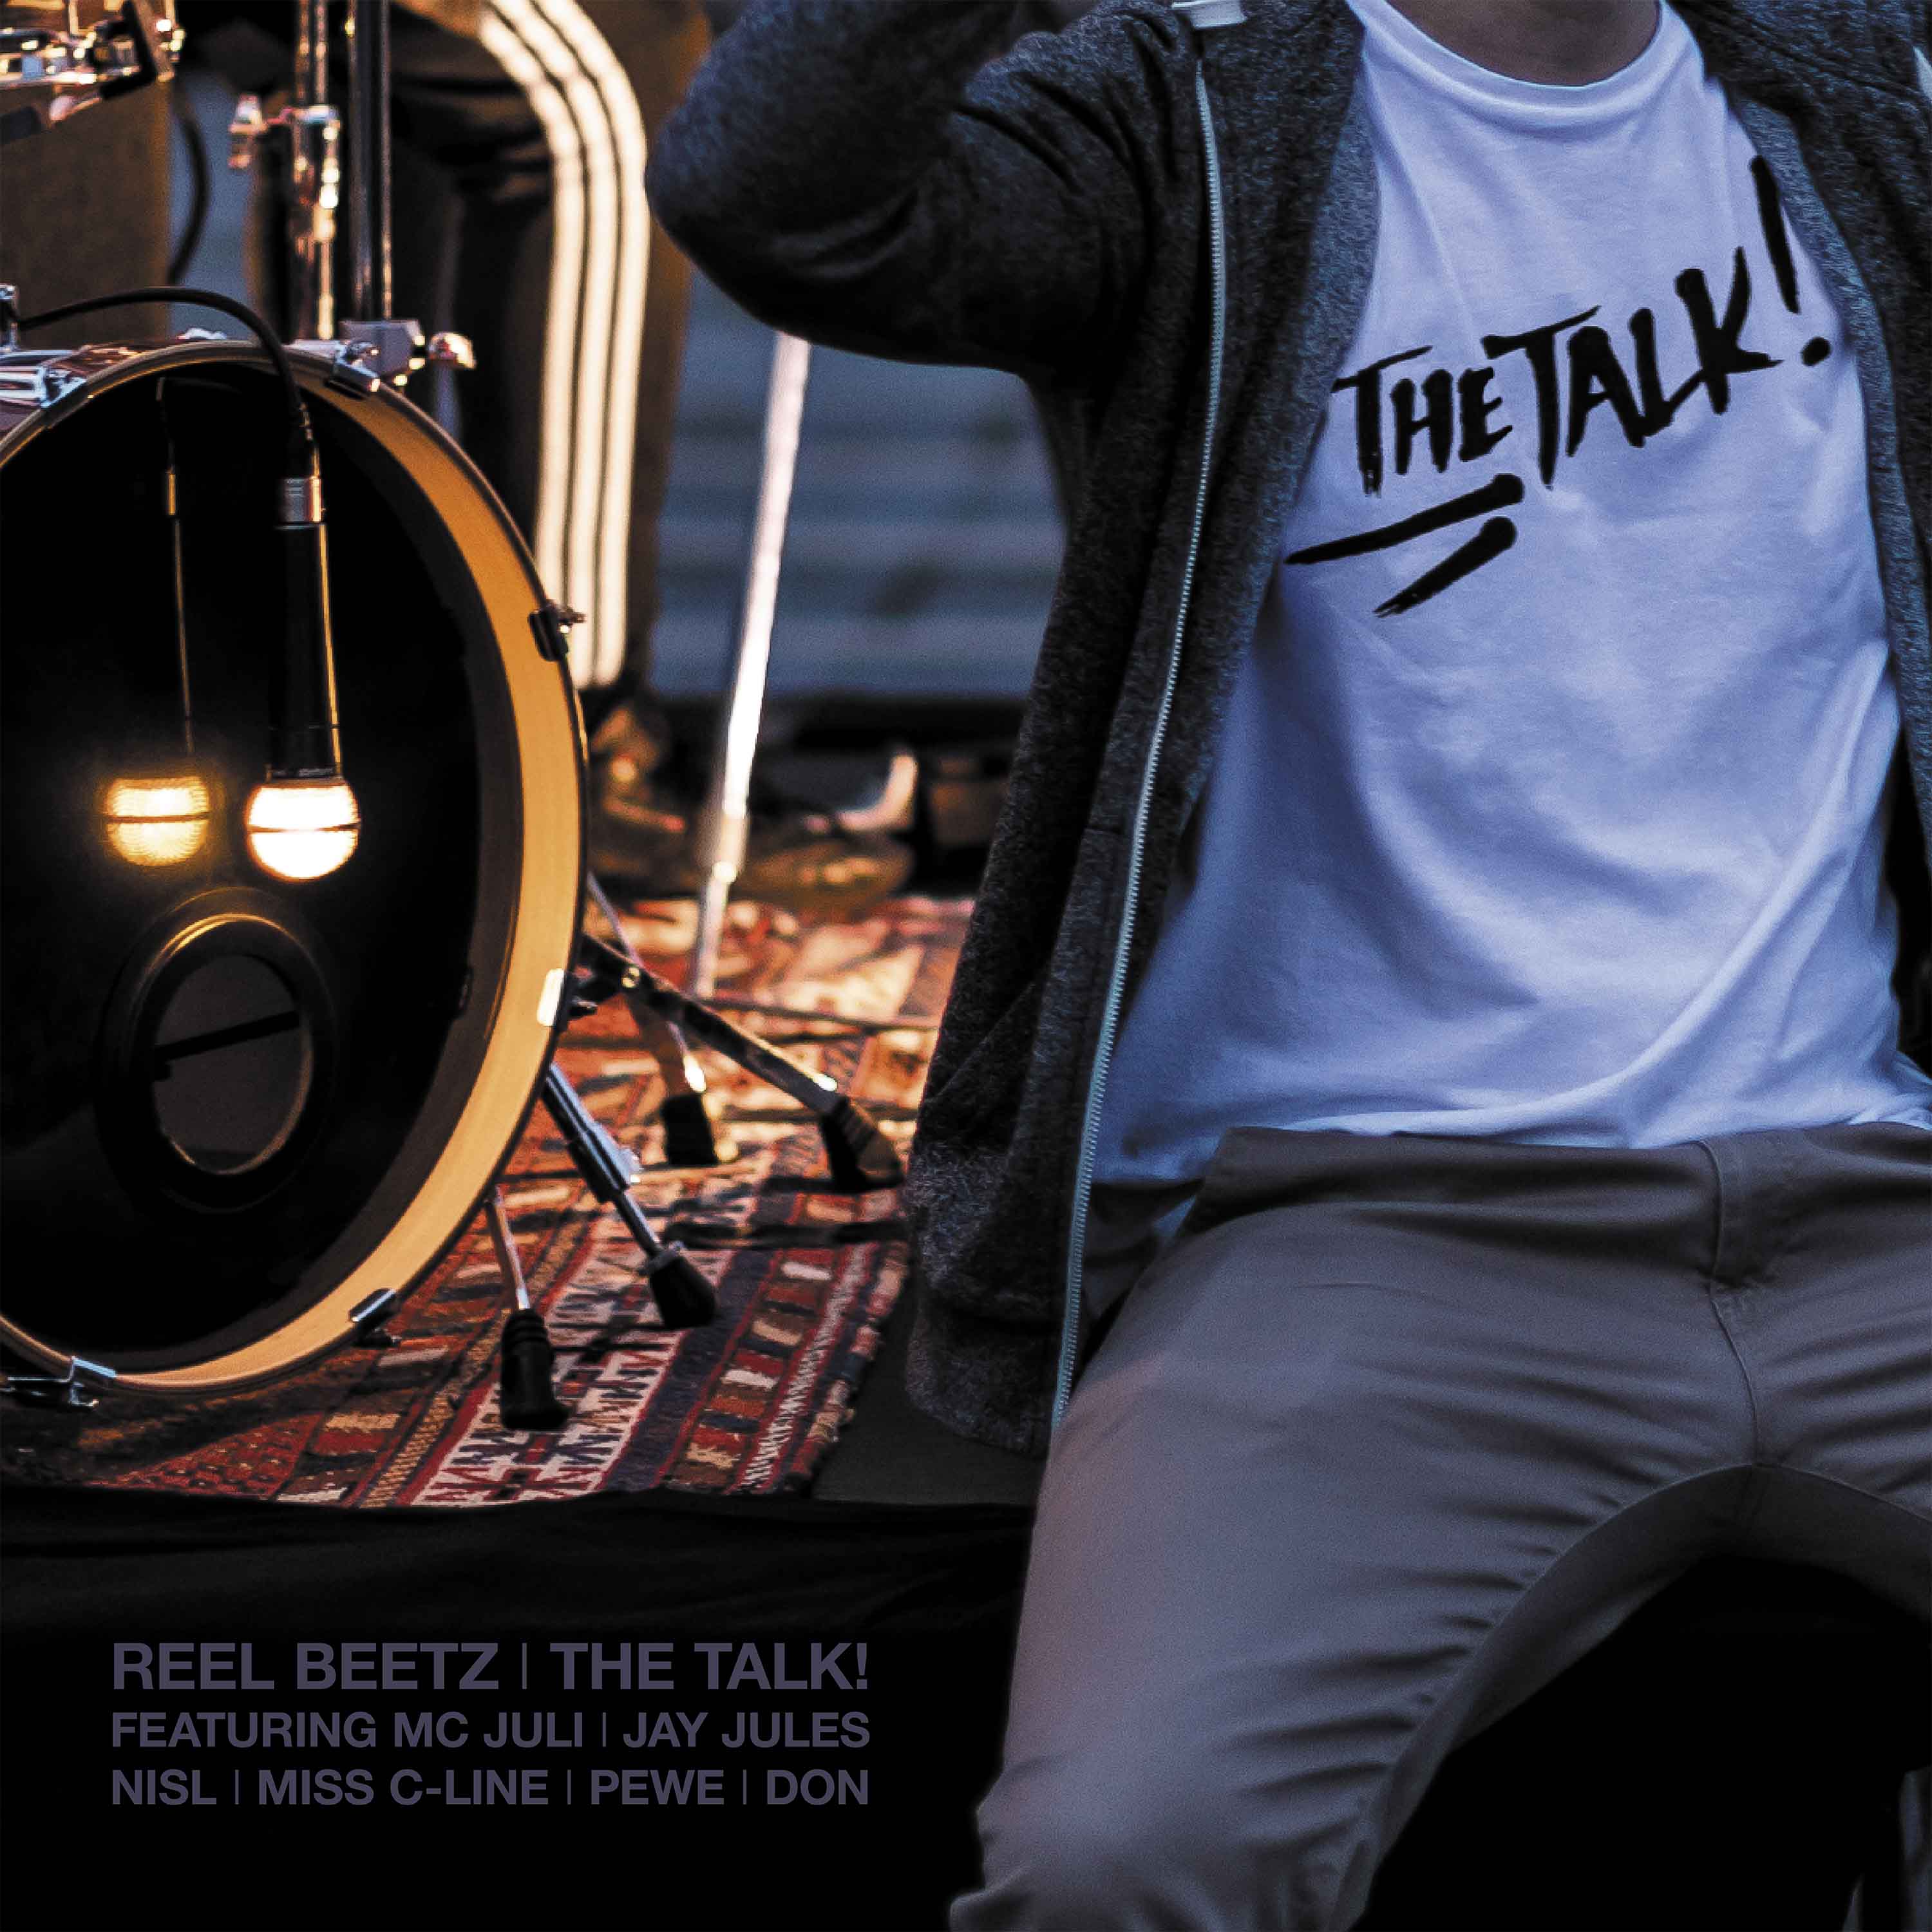 THE TALK!
REEL BEETZ | THE TALK!
FEATURING MC JULI | JAY JULES
NISL | MISS C-LINE | PEWE | DON